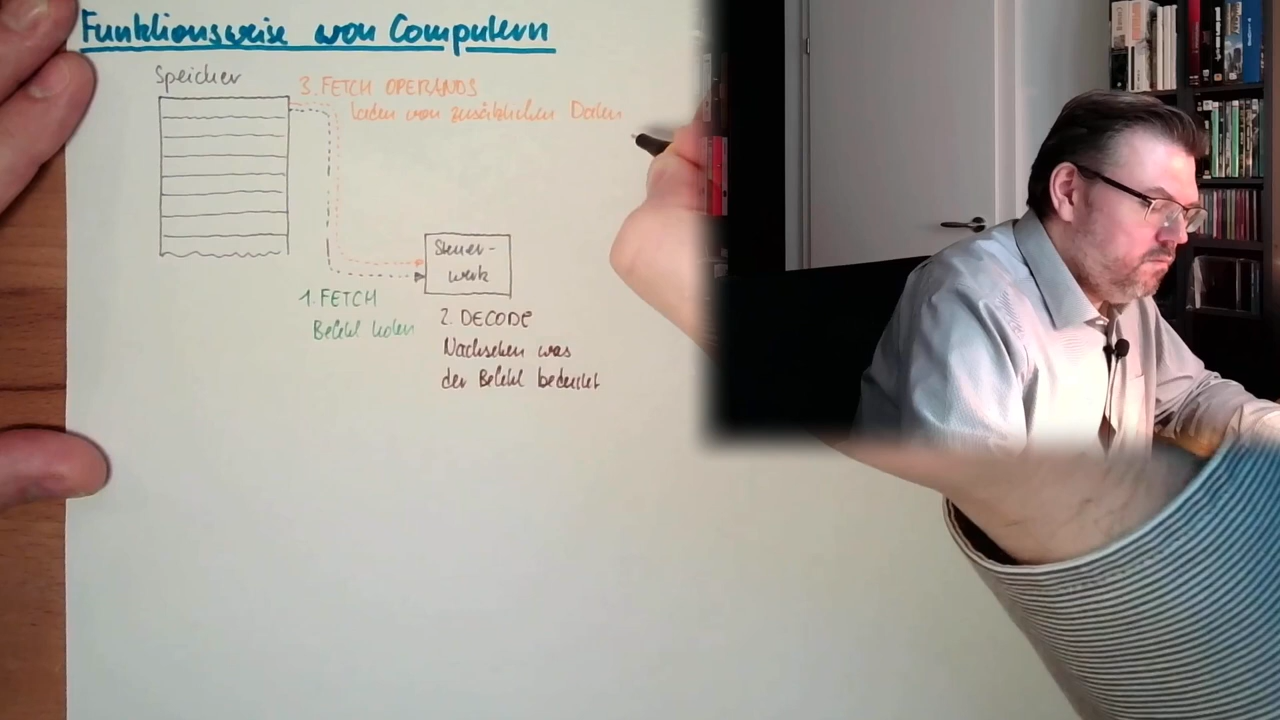 Funktionsweise von Computern
Speicher
3. FETCH OPERANDS
laden von zusätzlichen Daten
Steuer-
werk
1. FETCH
Befehl holen
2. DECODE
Nachsehen was
der Befehl bedeutet